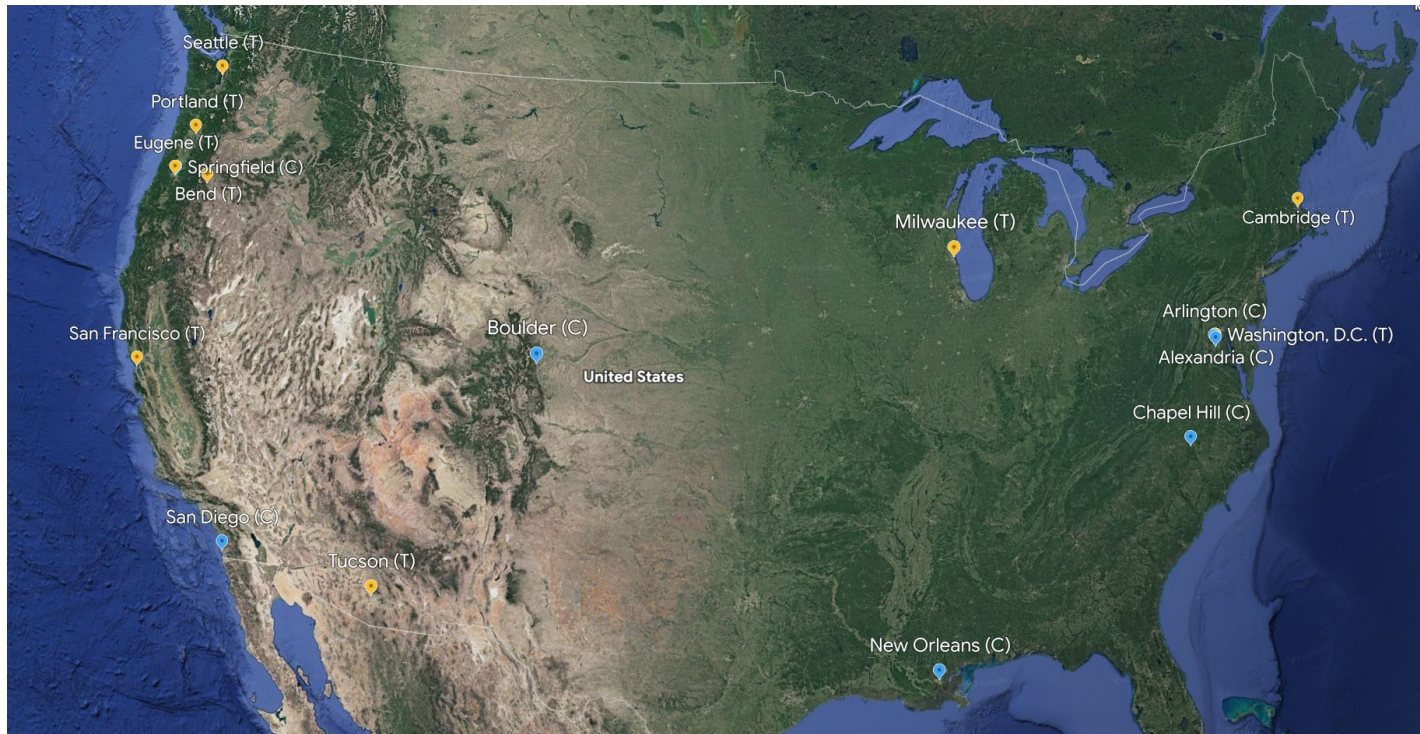 Seattle (T)
Portland (T)
Eugene (T)
Springfield (C)
Bend (T)
Milwaukee (T)
Cambridge (T)
Arlington (C)
Washington, D.C. (T)
Alexandria (C)
San Francisco (T)
Boulder (C)
United States
Chapel Hill (C)
San Diego (C)
Tucson (T)
New Orleans (C)